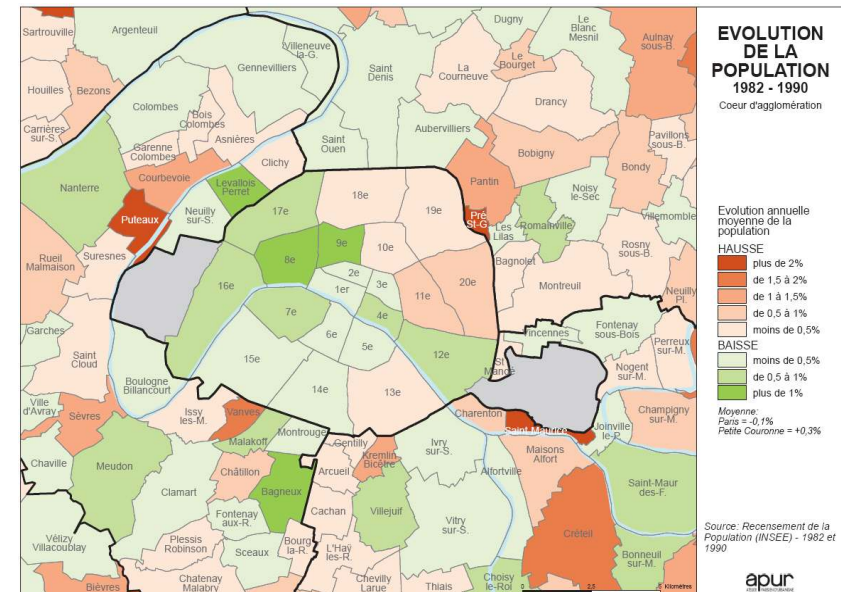 EVOLUTION
DE LA
POPULATION
1982 - 1990
Coeur d'agglomération
Evolution annuelle
moyenne de la
population
HAUSSE
plus de 2%
de 1,5 à 2%
de 1 à 1,5%
de 0,5 à 1%
moins de 0,5%
BAISSE
moins de 0,5%
de 0,5 à 1%
plus de 1%
Moyenne:
Paris = -0,1%
Petite Couronne = +0,3%
Source: Recensement de la
Population (INSEE) - 1982 et
1990
apur
Sartrouville
Argenteuil
Villeneuve
la-G.
Gennevilliers
Saint
Denis
Dugny
Le
Blanc
Mesnil
Aulnay
sous-B.
Le
Bourget
La
Courneuve
Drancy
Houilles
Bezons
Colombes
Bois
Colombes
Carrières
sur-S.
Garenne
Colombes
Asnières
Clichy
Saint
Ouen
Aubervilliers
Bobigny
Pavillons
sous-B.
Bondy
Nanterre
Courbevoie
Levallois
Perret
Pantin
Noisy
le-Sec
Puteaux
Neuilly
sur-S.
17e
18e
19e
Pré
St-G.
Les
Lilas
Romainville
Villemomble
Rueil
Malmaison
Suresnes
8e
9e
10e
Bagnolet
Rosny
sous-B.
16e
2e
1er
3e
11e
20e
Montreuil
Neuilly
Pl.
7e
4e
6e
5e
12e
Garches
Saint
Cloud
Vincennes
Fontenay
sous-Bois
Perreux
sur-M.
15e
St
Mandé
Nogent
sur-M.
Boulogne
Billancourt
14e
13e
Ville
d'Avray
Sèvres
Issy
les-M.
Vanves
Charenton
Saint-Maurice
Joinville
le-P.
Champigny
sur-M.
Malakoff
Montrouge
Gentilly
Kremlin
Bicêtre
Ivry
sur-S.
Maisons
Alfort
Chaville
Meudon
Châtillon
Arcueil
Alfortville
Clamart
Bagneux
Saint-Maur
des-F.
Fontenay
aux-R.
Cachan
Villejuif
Vitry
sur-S.
Vélizy
Villacoublay
Plessis
Robinson
Sceaux
Bourg
la-R.
L'Haÿ
les-R.
Créteil
Bonneuil
sur-M.
Bièvres
Chatenay
Malabry
Chevilly
Larue
Thiais
Choisy
le-Roi
0
2,5
5 Kilomètres